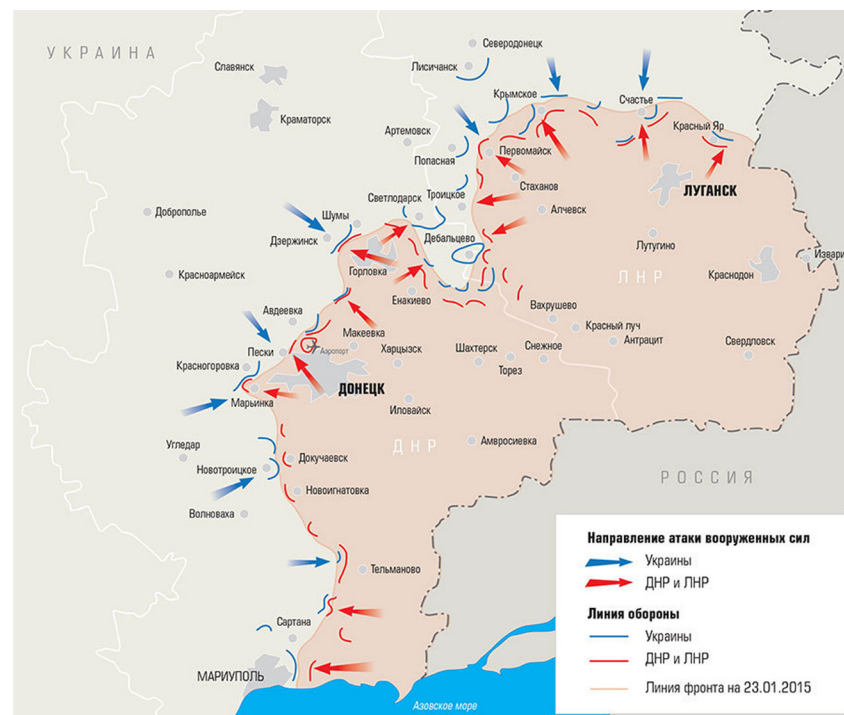 УКРАИНА
Северодонецк
Славянск
Лисичанск
Крымское
Счастье
Краматорск
Красный Яр
Артемовск
Попасная
Первомайск
Стаханов
ЛУГАНСК
Светлодарск
Троицкое
Доброполье
Шумы
Алчевск
Дзержинск
Дебальцево
Лутугино
Извари
Горловка
ЛНР
Краснодон
Красноармейск
Енакиево
Вахрушево
Авдеевка
Красный луч
Макеевка
Антрацит
Пески
Аэропорт
Харцызск
Шахтерск
Снежное
Свердловск
Красногоровка
Торез
ДОНЕЦК
Марьинка
Иловайск
Угледар
ДНР
Амвросиевка
Докучаевск
Новотроицкое
РОССИЯ
Новоигнатовка
Волноваха
Направление атаки вооруженных сил
Украины
Тельманово
ДНР и ЛНР
Линия обороны
Сартана
Украины
ДНР и ЛНР
МАРИУПОЛЬ
Линия фронта на 23.01.2015
Азовское море